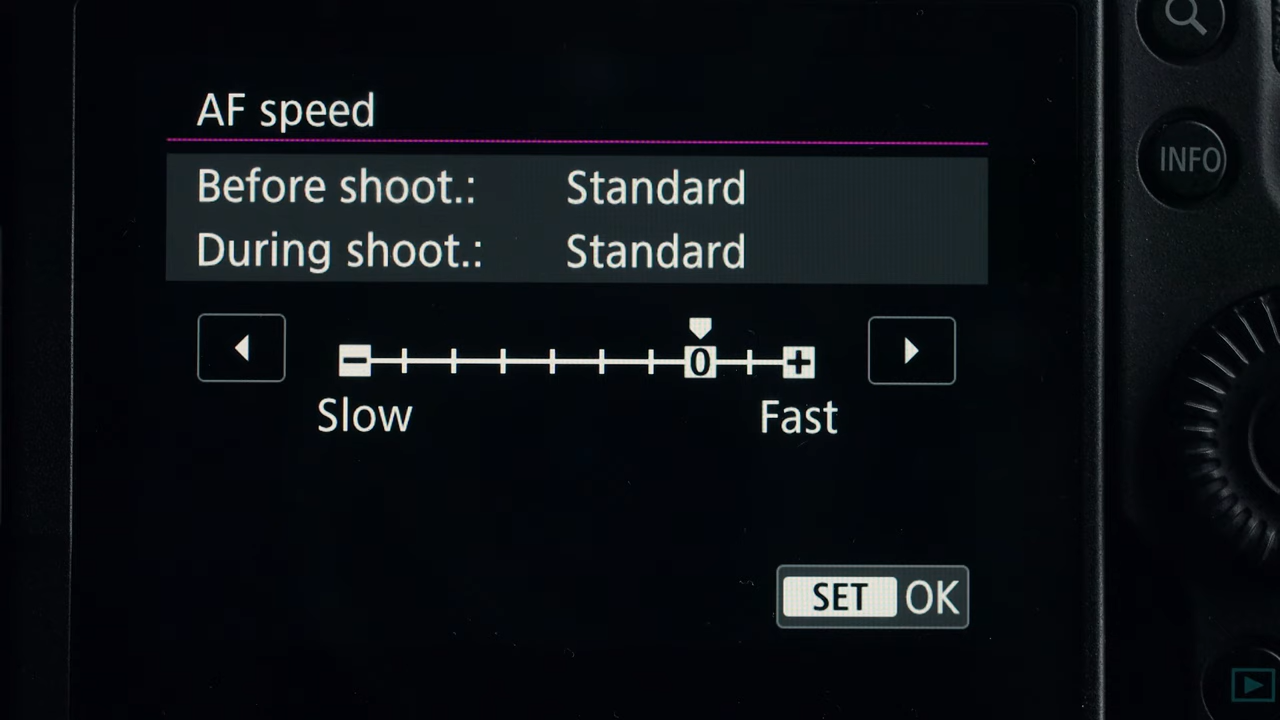 AF speed
Before shoot.: Standard
During shoot.: Standard
0
Slow Fast
SET OK
INFO